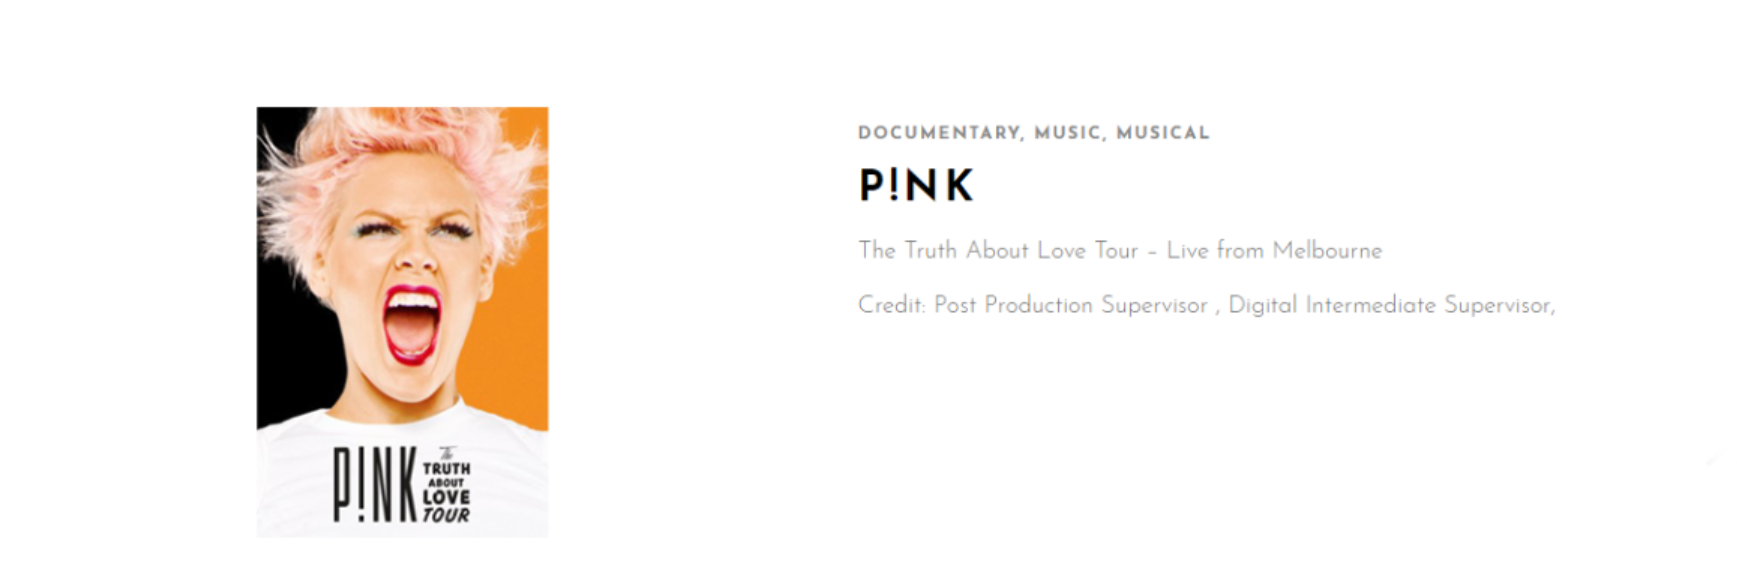 DOCUMENTARY, MUSIC, MUSICAL
P!NK
The Truth About Love Tour – Live from Melbourne
Credit: Post Production Supervisor , Digital Intermediate Supervisor,
P!NK
The
TRUTH
ABOUT
LOVE
TOUR